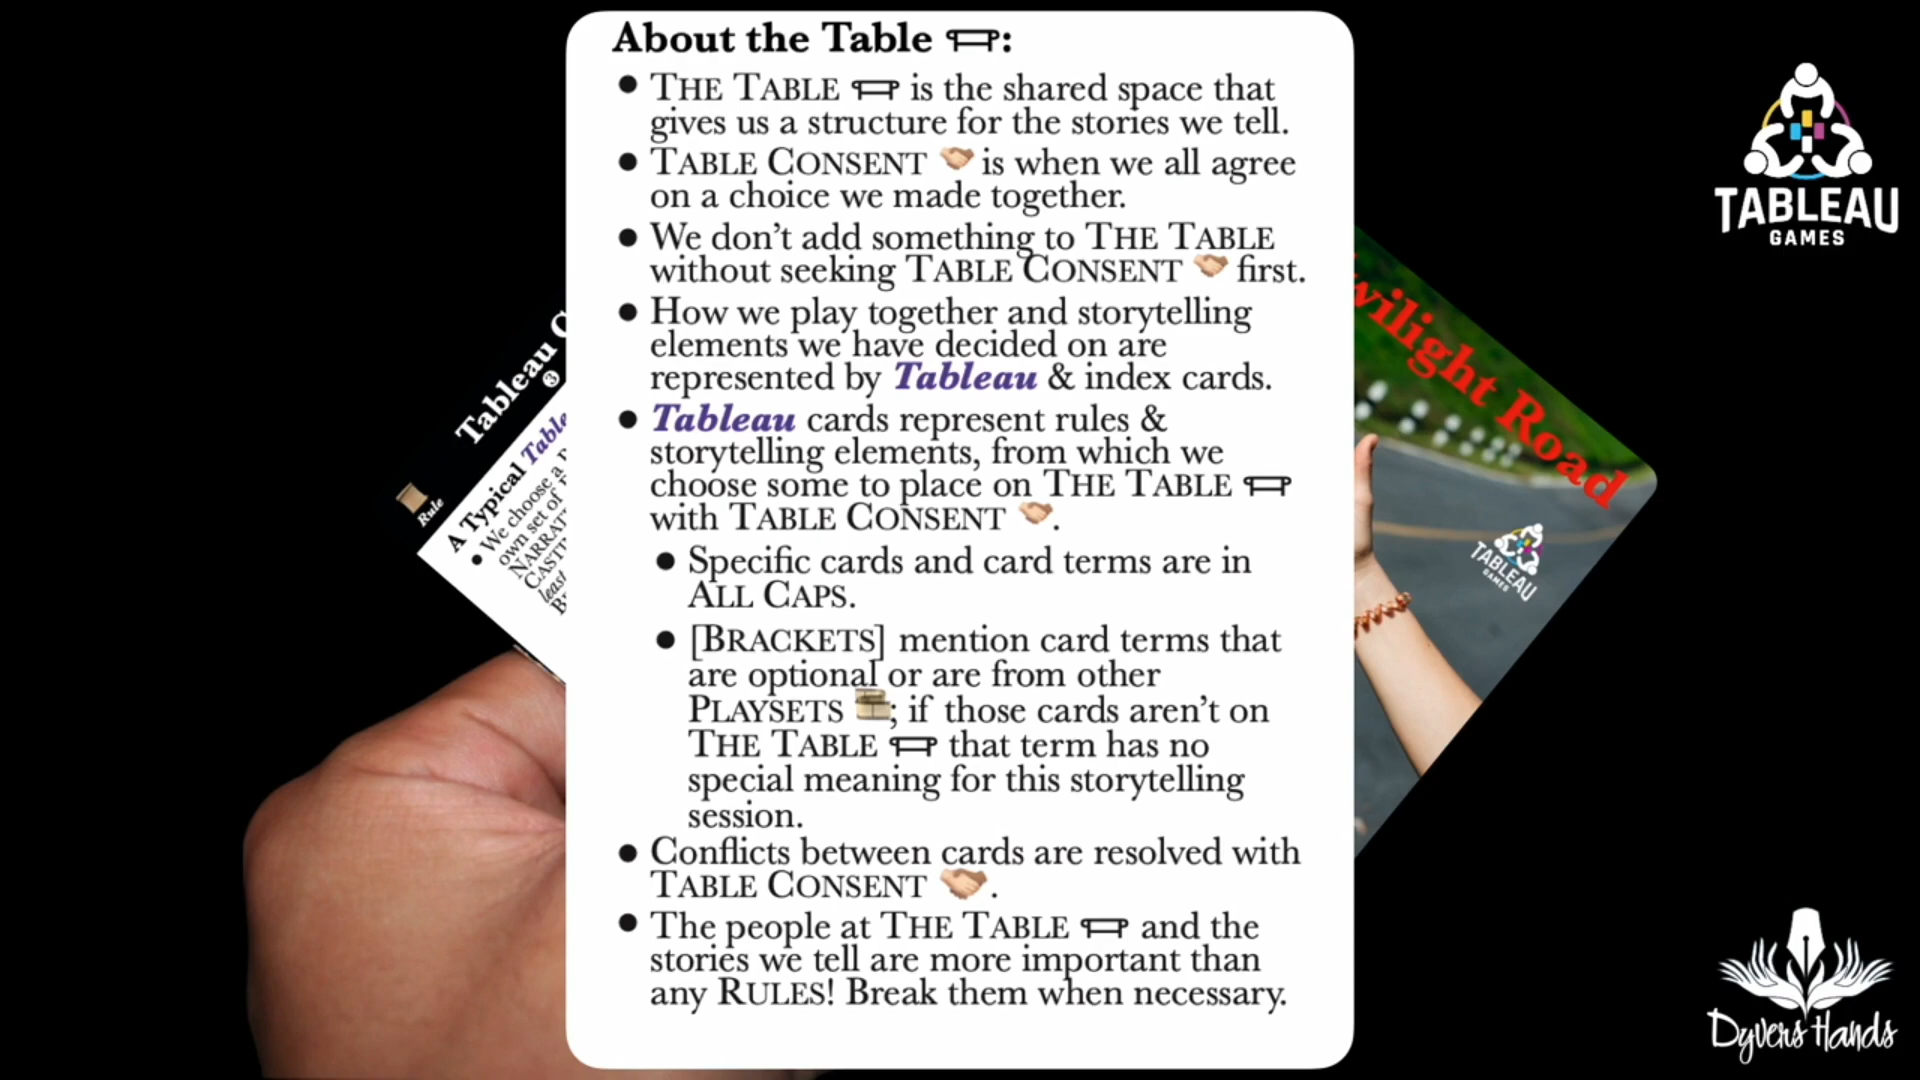 About the Table :
• THE TABLE is the shared space that
gives us a structure for the stories we tell.
• TABLE CONSENT is when we all agree
on a choice we made together.
• We don't add something to THE TABLE
without seeking TABLE CONSENT first.
• How we play together and storytelling
elements we have decided on are
represented by Tableau & index cards.
• Tableau cards represent rules &
storytelling elements, from which we
choose some to place on THE TABLE
with TABLE CONSENT .
• Specific cards and card terms are in
ALL CAPS.
• [BRACKETS] mention card terms that
are optional or are from other
PLAYSETS ; if those cards aren't on
THE TABLE that term has no
special meaning for this storytelling
session.
• Conflicts between cards are resolved with
TABLE CONSENT .
• The people at THE TABLE and the
stories we tell are more important than
any RULES! Break them when necessary.
Tableau
3
Rule
A Typical
• We choose a
own set of
least
wilight Road
TABLEAU
GAMES
TABLEAU
GAMES
Dyvers Hands